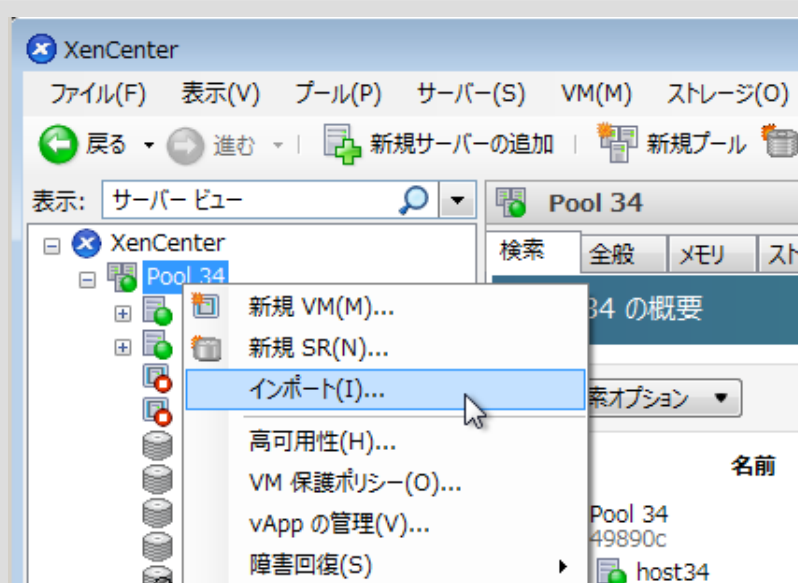 XenCenter
ファイル(F) 表示(V) プール(P) サーバー(S) VM(M) ストレージ(O)
戻る 進む 新規サーバーの追加 新規プール
表示: サーバー ビュー Pool 34
XenCenter 検索 全般 メモリ スト
Pool 34
新規 VM(M)... 34 の概要
新規 SR(N)...
インポート(I)... 索オプション
高可用性(H)...
名前
VM 保護ポリシー(O)...
vApp の管理(V)... Pool 34
49890c
障害回復(S) host34